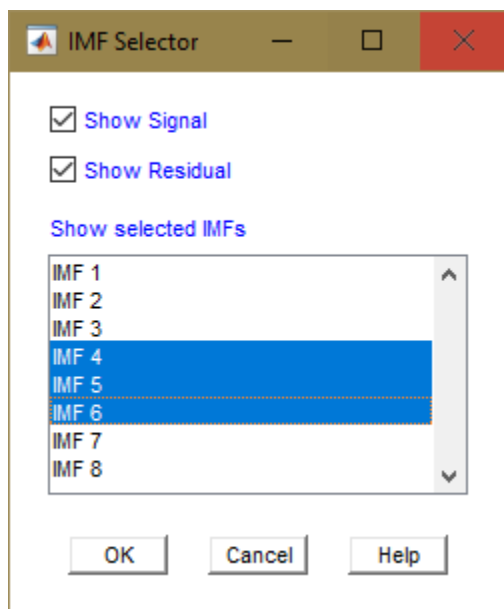 IMF Selector
Show Signal
Show Residual
Show selected IMFs
IMF 1
IMF 2
IMF 3
IMF 4
IMF 5
IMF 6
IMF 7
IMF 8
OK Cancel Help